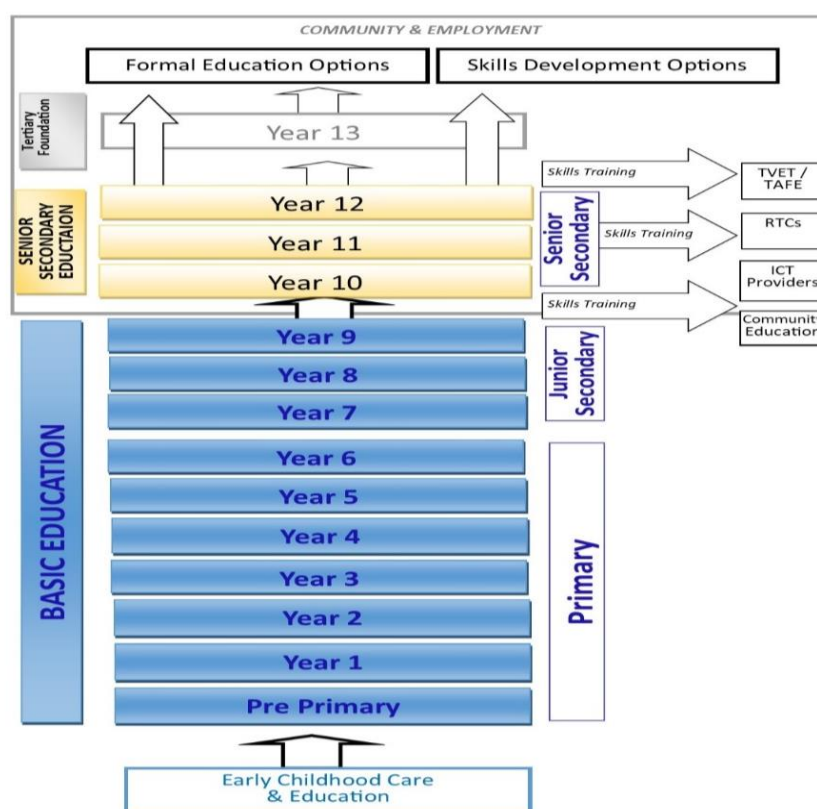 COMMUNITY & EMPLOYMENT
Formal Education Options
Skills Development Options
Tertiary
Foundation
Year 13
SENIOR
SECONDARY
EDUCTAION
Year 12
Year 11
Year 10
Senior
Secondary
Skills Training
TVET /
TAFE
Skills Training
RTCs
Skills Training
ICT
Providers
Community
Education
BASIC EDUCATION
Year 9
Year 8
Year 7
Junior
Secondary
Year 6
Year 5
Year 4
Year 3
Year 2
Year 1
Pre Primary
Primary
Early Childhood Care
& Education